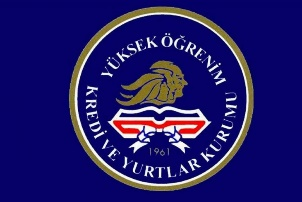 YÜKSEK ÖĞRENİM
KREDİ VE YURTLAR KURUMU
1961